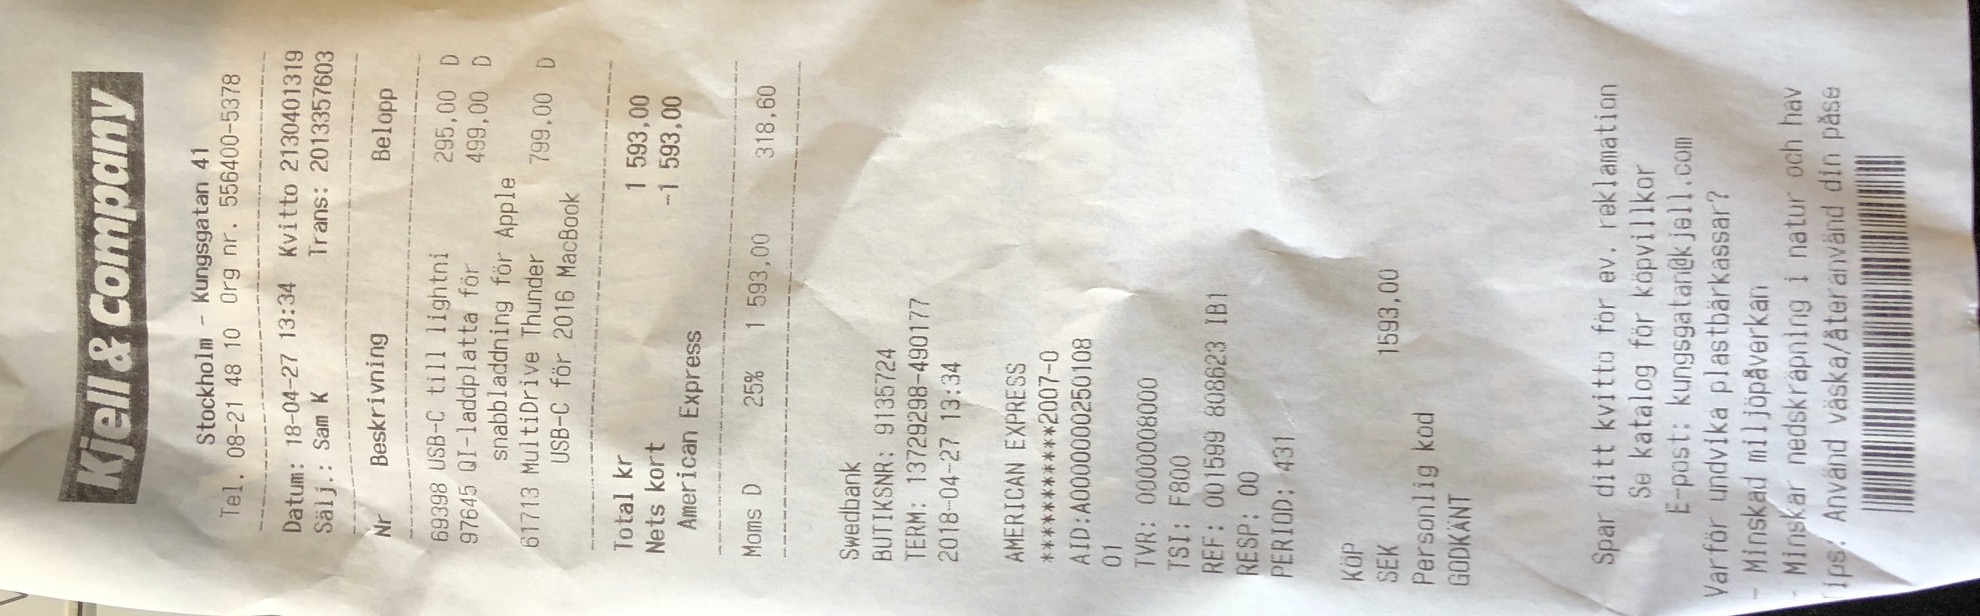 Kjell & Company
Stockholm - Kungsgatan 41
Tel. 08-21 48 10 Org nr. 556400-5378
Datum: 18-04-27 13:34 Kvitto 2130401319
Sälj.: Sam K Trans: 2013357603
Nr Beskrivning Belopp
69398 USB-C till lightni 295,00 D
97645 QI-laddplatta för 499,00 D
snabbladdning för Apple
61713 MultiDrive Thunder 799,00 D
USB-C för 2016 MacBook
Total kr 1 593,00
Nets kort -1 593,00
American Express
Moms D 25% 1 593,00 318,60
Swedbank
BUTIKSNR: 9135724
TERM: 13729298-490177
2018-04-27 13:34
AMERICAN EXPRESS
***********2007-0
AID:A0000000250108
01
TVR: 0000008000
TSI: F800
REF: 001599 808623 IB1
RESP: 00
PERIOD: 431
KÖP
SEK 1593,00
Personlig kod
GODKÄNT
Spar ditt kvitto för ev. reklamation
Se katalog för köpvillkor
E-post: kungsgatan@kjell.com
Varför undvika plastbärkassar?
- Minskad miljöpåverkan
- Minskar nedskräpning i natur och hav
Tips: Använd väska/återanvänd din påse